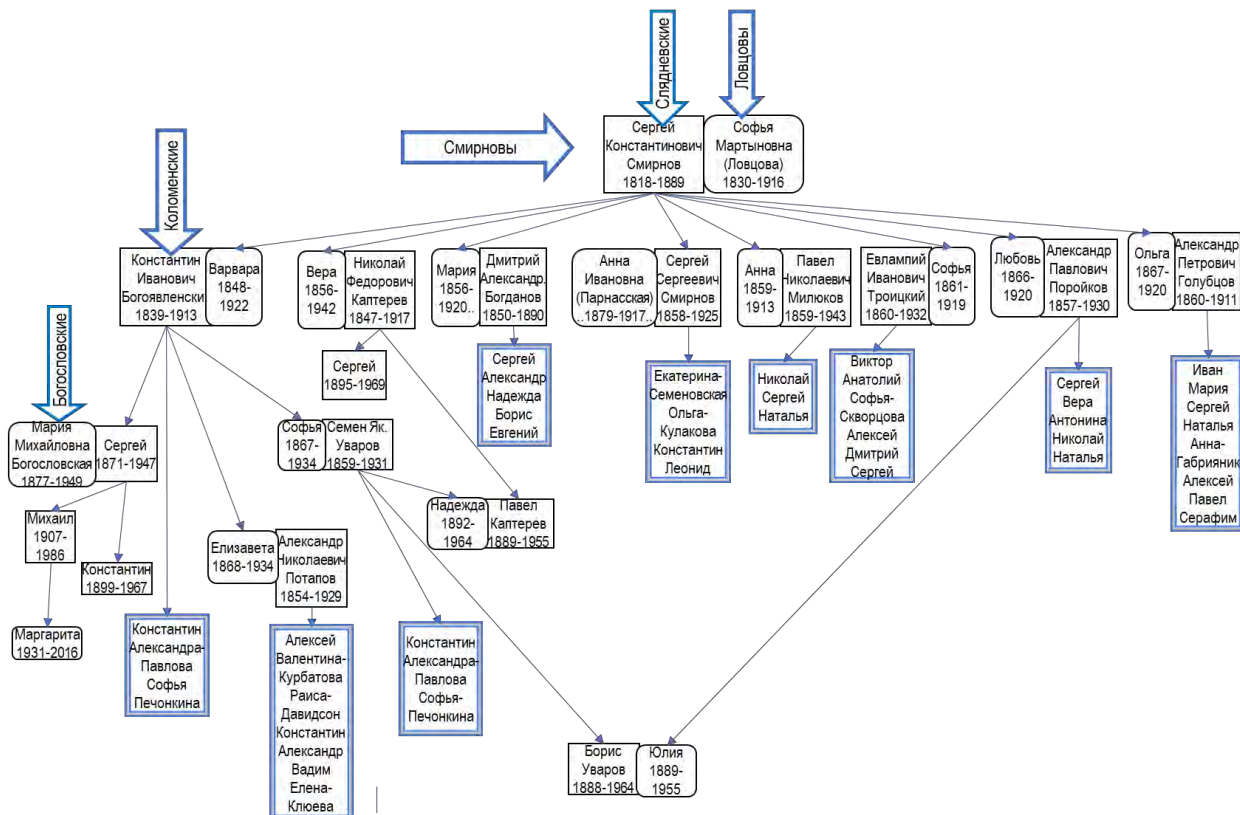 Слядневские
Ловцовы
Смирновы
Сергей
Константинович
Смирнов
1818-1889
Софья
Мартыновна
(Ловцова)
1830-1916
Коломенские
Константин
Иванович
Богоявленски
1839-1913
Варвара
1848-
1922
Вера
1856-
1942
Николай
Федорович
Каптерев
1847-1917
Мария
1856-
1920..
Дмитрий
Александр.
Богданов
1850-1890
Анна
Ивановна
(Парнасская)
..1879-1917..
Сергей
Сергеевич
Смирнов
1858-1925
Анна
1859-
1913
Павел
Николаевич
Милюков
1859-1943
Евлампий
Иванович
Троицкий
1860-1932
Софья
1861-
1919
Любовь
1866-
1920
Александр
Павлович
Поройков
1857-1930
Ольга
1867-
1920
Александр
Петрович
Голубцов
1860-1911
Богословские
Сергей
1895-1969
Сергей
Александр
Надежда
Борис
Евгений
Екатерина-
Семеновская
Ольга-
Кулакова
Константин
Леонид
Николай
Сергей
Наталья
Виктор
Анатолий
Софья-
Скворцова
Алексей
Дмитрий
Сергей
Сергей
Вера
Антонина
Николай
Наталья
Иван
Мария
Сергей
Наталья
Анна-
Габрияник
Алексей
Павел
Серафим
Мария
Михайловна
Богословская
1877-1949
Сергей
1871-1947
Софья
1867-
1934
Семен Як.
Уваров
1859-1931
Надежда
1892-
1964
Павел
Каптерев
1889-1955
Михаил
1907-
1986
Константин
1899-1967
Елизавета
1868-1934
Александр
Николаевич
Потапов
1854-1929
Маргарита
1931-2016
Константин
Александра-
Павлова
Софья
Печонкина
Алексей
Валентина-
Курбатова
Раиса-
Давидсон
Константин
Александр
Вадим
Елена-
Клюева
Константин
Александра-
Павлова
Софья-
Печонкина
Борис
Уваров
1888-1964
Юлия
1889-
1955